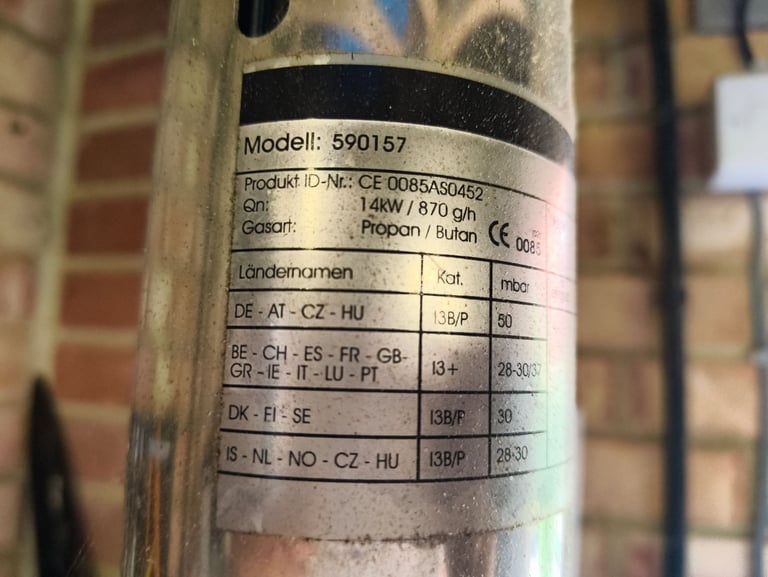 Modell: 590157
Produkt ID-Nr.: CE 0085AS0452
Qn: 14kW / 870 g/h
Gasart: Propan / Butan CE 0085
Ländernamen Kat. mbar
DE - AT - CZ - HU I3B/P 50
BE - CH - ES - FR - GB-
GR - IE - IT - LU - PT I3+ 28-30/37
DK - FI - SE I3B/P 30
IS - NL - NO - CZ - HU I3B/P 28-30